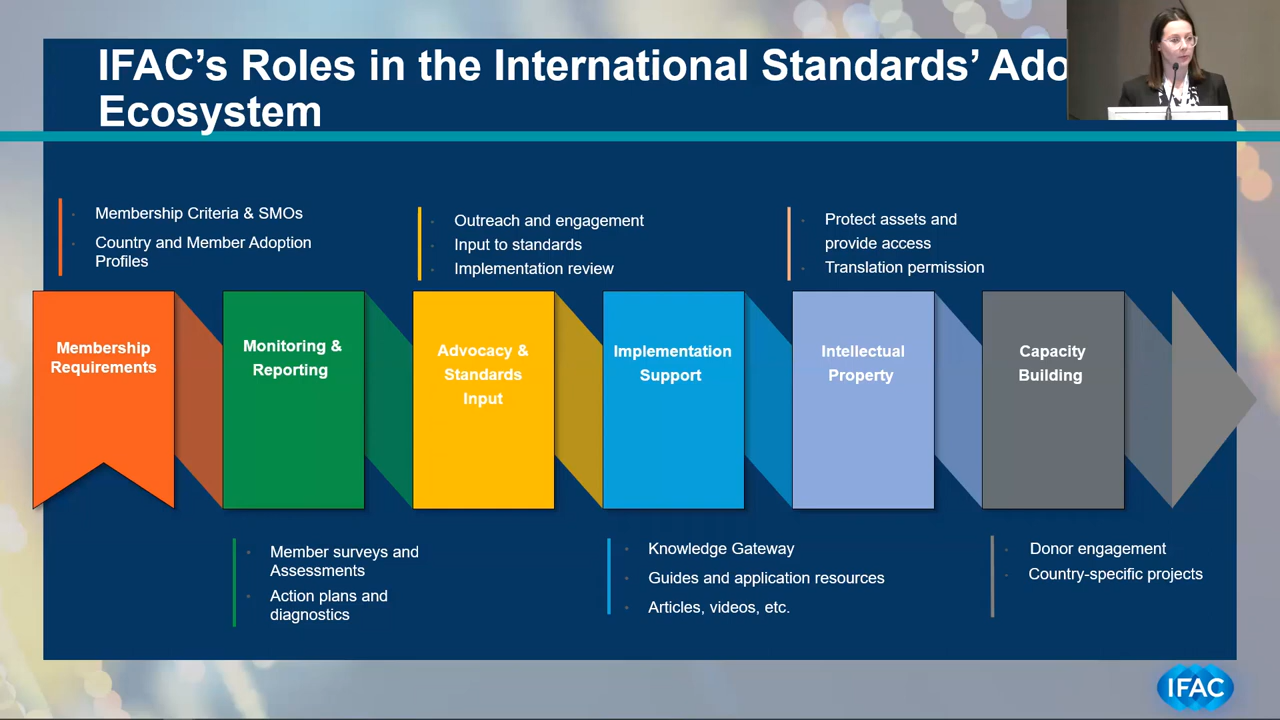 IFAC's Roles in the International Standards' Ado
Ecosystem
Membership Criteria & SMOs
Country and Member Adoption
Profiles
Outreach and engagement
Input to standards
Implementation review
Protect assets and
provide access
Translation permission
Membership
Requirements
Monitoring &
Reporting
Advocacy &
Standards
Input
Implementation
Support
Intellectual
Property
Capacity
Building
Member surveys and
Assessments
Action plans and
diagnostics
Knowledge Gateway
Guides and application resources
Articles, videos, etc.
Donor engagement
Country-specific projects
IFAC